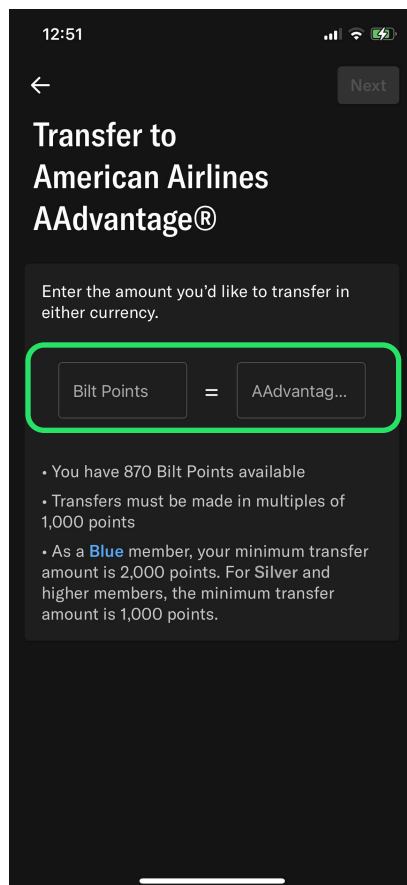 12:51
Next
Transfer to
American Airlines
AAdvantage®
Enter the amount you’d like to transfer in
either currency.
Bilt Points = AAdvantag...
• You have 870 Bilt Points available
• Transfers must be made in multiples of
1,000 points
• As a Blue member, your minimum transfer
amount is 2,000 points. For Silver and
higher members, the minimum transfer
amount is 1,000 points.